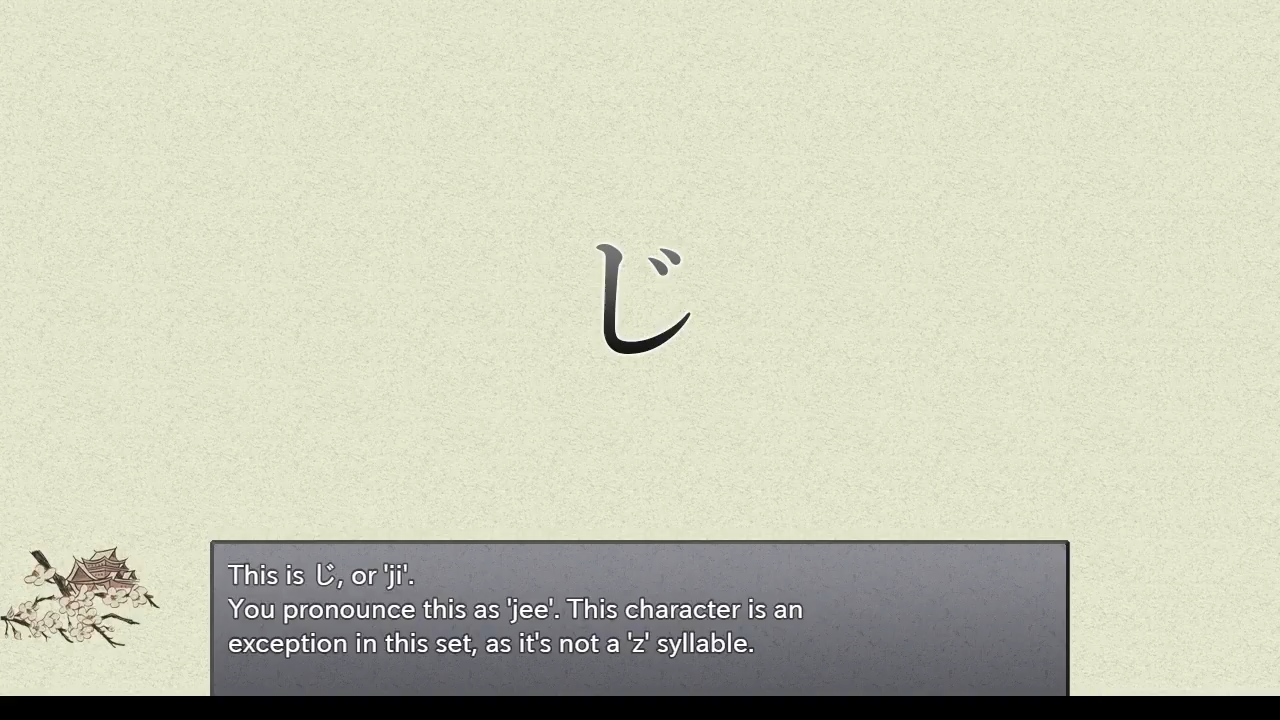 じ
This is じ, or 'ji'.
You pronounce this as 'jee'. This character is an
exception in this set, as it's not a 'z' syllable.